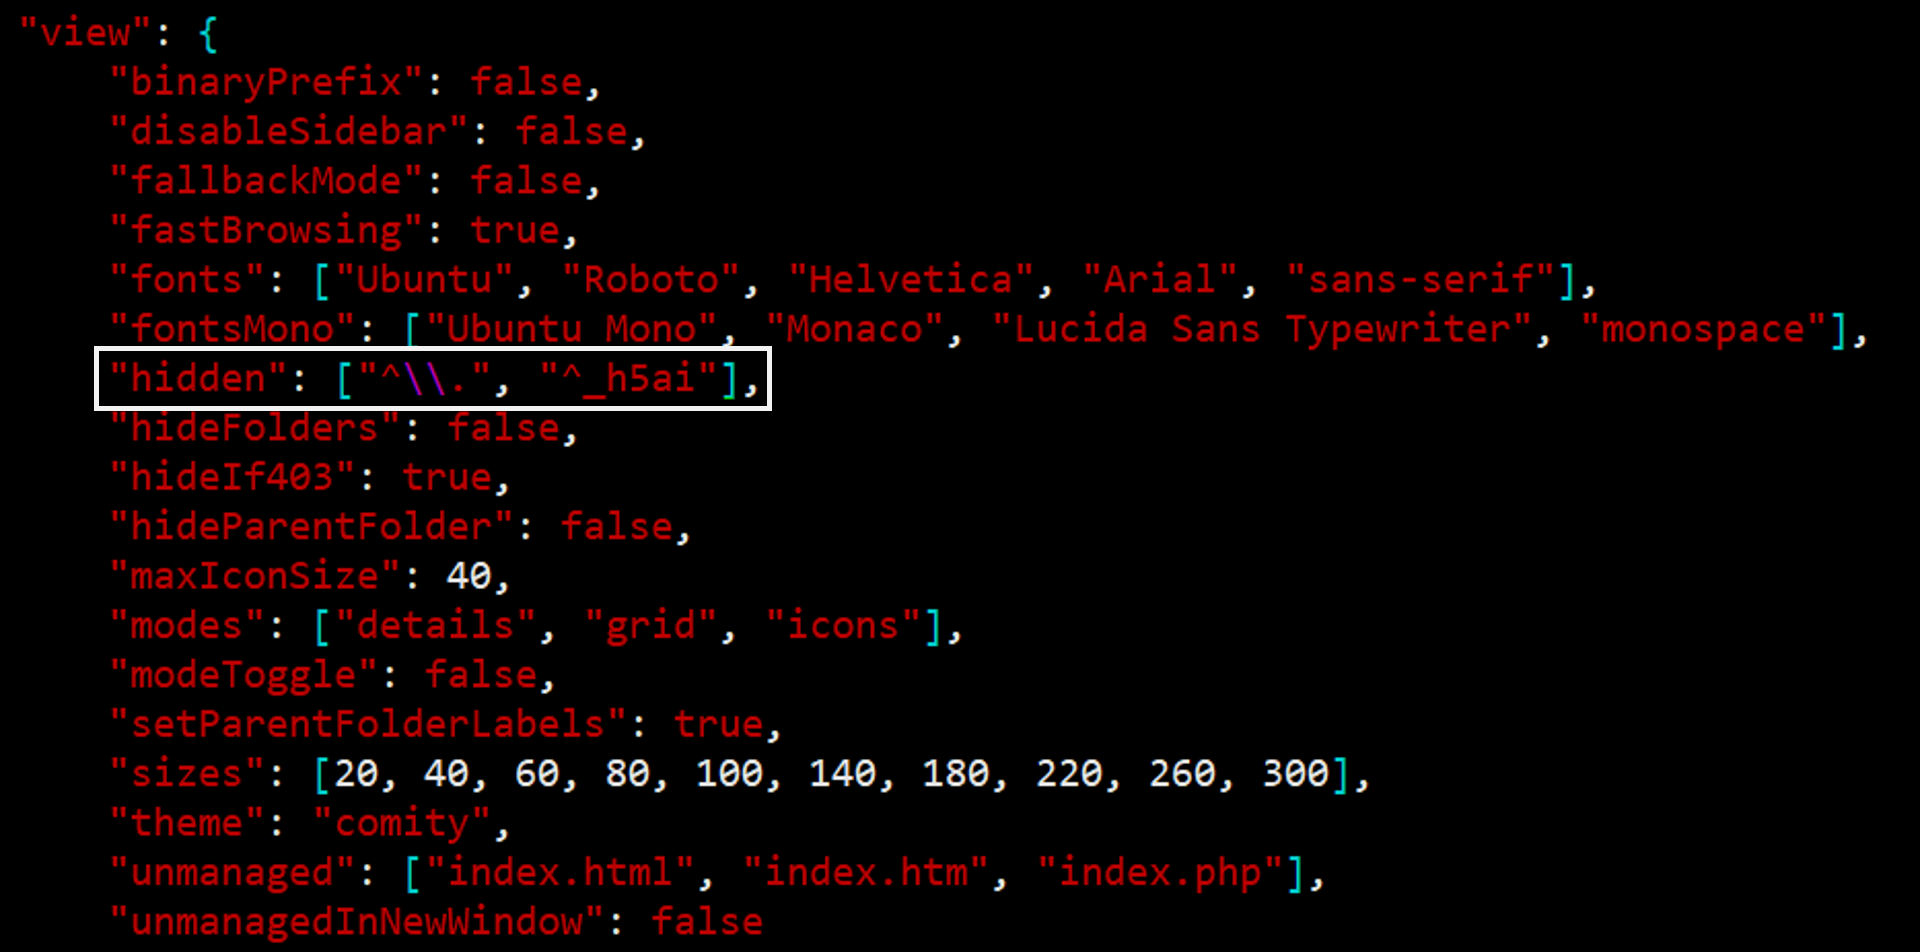 "view": {
"binaryPrefix": false,
"disableSidebar": false,
"fallbackMode": false,
"fastBrowsing": true,
"fonts": ["Ubuntu", "Roboto", "Helvetica", "Arial", "sans-serif"],
"fontsMono": ["Ubuntu Mono", "Monaco", "Lucida Sans Typewriter", "monospace"],
"hidden": ["^\\.", "^_h5ai"],
"hideFolders": false,
"hideIf403": true,
"hideParentFolder": false,
"maxIconSize": 40,
"modes": ["details", "grid", "icons"],
"modeToggle": false,
"setParentFolderLabels": true,
"sizes": [20, 40, 60, 80, 100, 140, 180, 220, 260, 300],
"theme": "comity",
"unmanaged": ["index.html", "index.htm", "index.php"],
"unmanagedInNewWindow": false